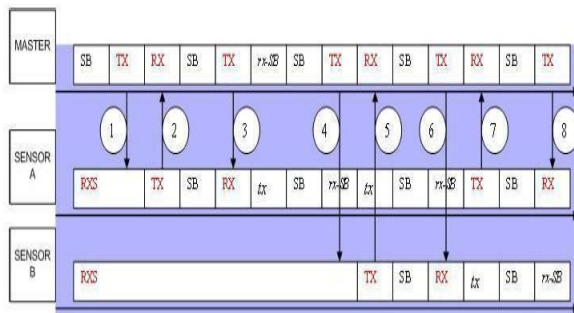 MASTER
SB TX RX SB TX rx-SB SB TX RX SB TX RX SB TX
1 2 3 4 5 6 7 8
SENSOR
A
RXS TX SB RX tx SB rx-SB tx SB rx-SB TX SB RX
SENSOR
B
RXS TX SB RX tx SB rx-SB